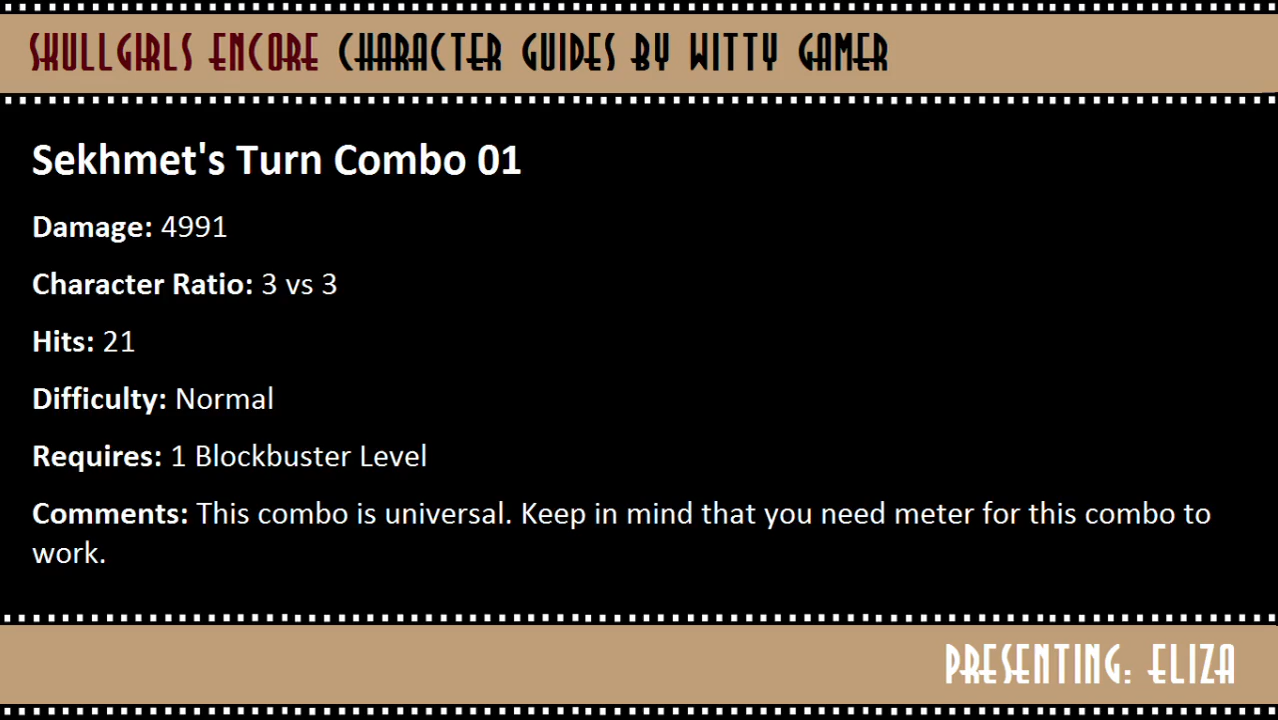 SKULLGIRLS ENCORE CHARACTER GUIDES BY WITTY GAMER
Sekhmet's Turn Combo 01
Damage: 4991
Character Ratio: 3 vs 3
Hits: 21
Difficulty: Normal
Requires: 1 Blockbuster Level
Comments: This combo is universal. Keep in mind that you need meter for this combo to
work.
PRESENTING: ELIZA